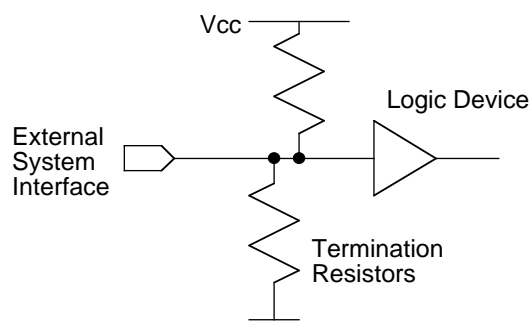 Vcc
Logic Device
External
System
Interface
Termination
Resistors